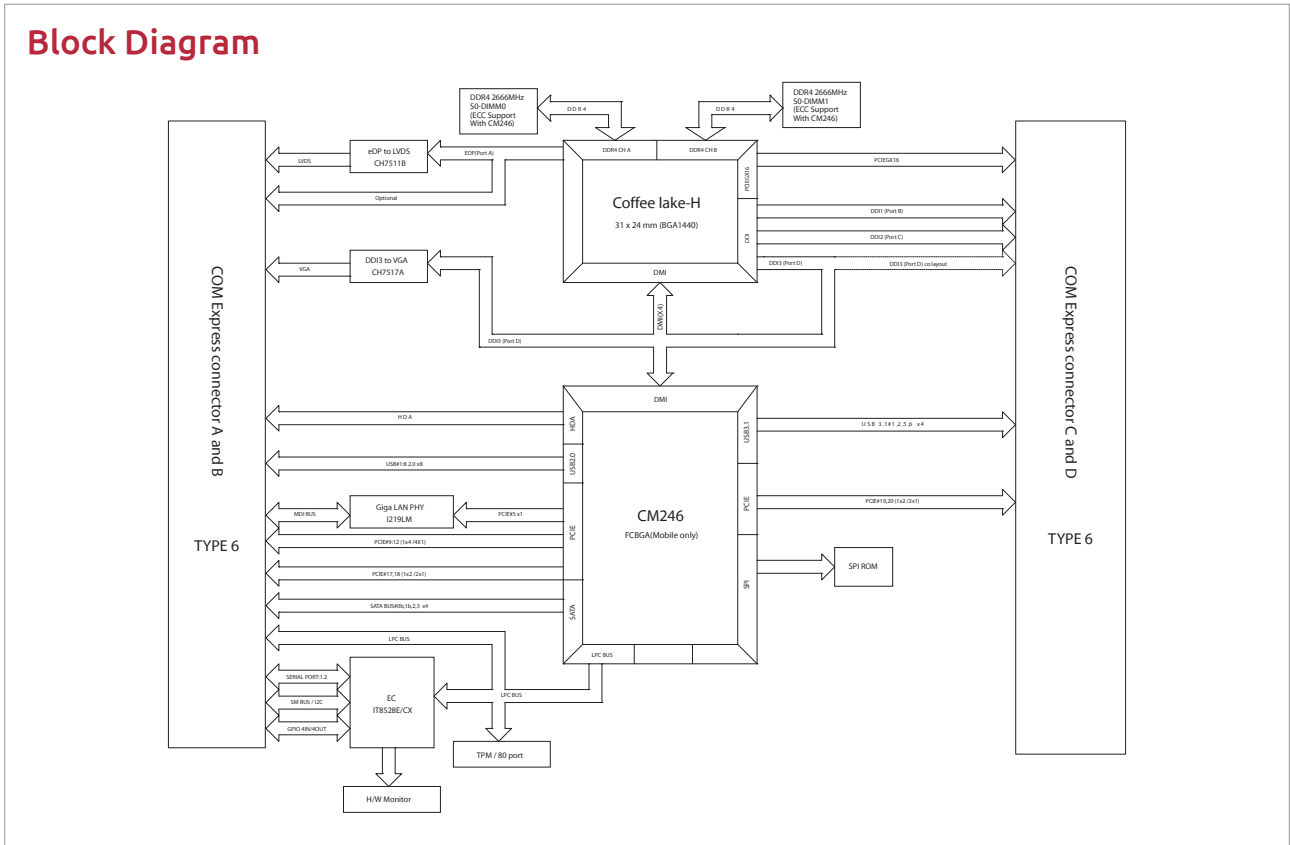 Block Diagram
DDR4 2666MHz
S0-DIMM0
(ECC Support
With CM246)
DDR4
DDR4
DDR4 2666MHz
S0-DIMM1
(ECC Support
With CM246)
COM Express connector A and B
TYPE 6
LVDS
eDP to LVDS
CH7511B
EDP(Port A)
Optional
VGA
DDI3 to VGA
CH7517A
DDI3 (Port D)
DDR4 CH A
DDR4 CH B
Coffee lake-H
31 x 24 mm (BGA1440)
PCIEGX16
DDI
DMI
DMI(X4)
PCIEGX16
DDI1 (Port B)
DDI2 (Port C)
DDI3 (Port D)
DDI3 (Port D) co layout
COM Express connector C and D
TYPE 6
DMI
HDA
HDA
USB#1:8 2.0 x8
USB2.0
MDI BUS
Giga LAN PHY
I219LM
PCIE#5 x1
PCIE#9:12 (1x4 /4X1)
PCIE
PCIE#17,18 (1x2 /2x1)
SATA BUS#0b,1b,2,3 x4
SATA
CM246
FCBGA(Mobile only)
USB3.1
PCIE
SPI
USB 3.1#1,2,5,6 x4
PCIE#19,20 (1x2 /2x1)
SPI ROM
LPC BUS
LPC BUS
LPC BUS
SERIAL PORT:1.2
SM BUS / I2C
GPIO 4IN/4OUT
EC
IT8528E/CX
TPM / 80 port
H/W Monitor